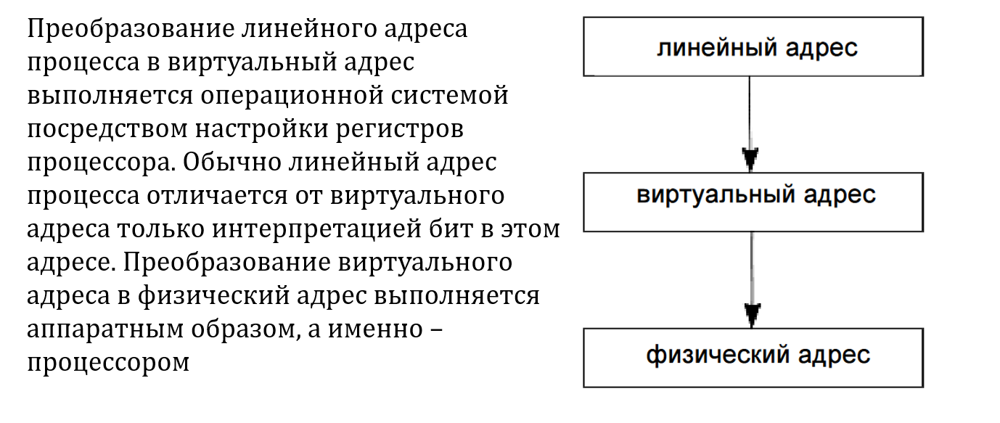 Преобразование линейного адреса
процесса в виртуальный адрес
выполняется операционной системой
посредством настройки регистров
процессора. Обычно линейный адрес
процесса отличается от виртуального
адреса только интерпретацией бит в этом
адресе. Преобразование виртуального
адреса в физический адрес выполняется
аппаратным образом, а именно –
процессором
линейный адрес
виртуальный адрес
физический адрес